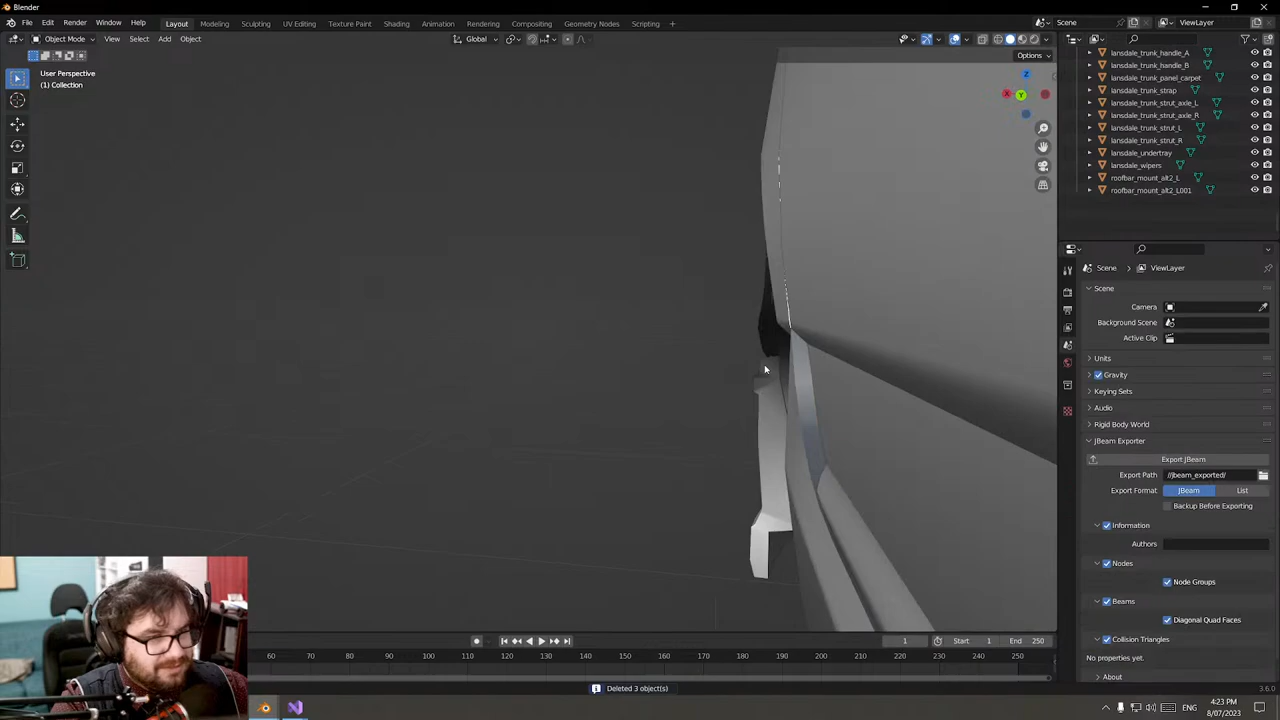 Blender
File Edit Render Window Help Layout Modeling Sculpting UV Editing Texture Paint Shading Animation Rendering Compositing Geometry Nodes Scripting + Scene ViewLayer
Object Mode View Select Add Object Global
Options
User Perspective
(1) Collection
Z
X
Y
lansdale_trunk_handle_A
lansdale_trunk_handle_B
lansdale_trunk_panel_carpet
lansdale_trunk_strap
lansdale_trunk_strut_axle_L
lansdale_trunk_strut_axle_R
lansdale_trunk_strut_L
lansdale_trunk_strut_R
lansdale_undertray
lansdale_wipers
roofbar_mount_alt2_L
roofbar_mount_alt2_L001
Scene > ViewLayer
Scene
Camera
Background Scene
Active Clip
Units
Gravity
Keying Sets
Audio
Rigid Body World
JBeam Exporter
Export JBeam
Export Path //jbeam_exported/
Export Format JBeam List
Backup Before Exporting
Information
Authors
Nodes
Node Groups
Beams
Diagonal Quad Faces
Collision Triangles
No properties yet.
About
1 Start 1 End 250
60 70 80 90 100 110 120 130 140 150 160 170 180 190 200 210 220 230 240 250
Deleted 3 object(s)
3.6.0
ENG
4:23 PM
8/07/2023